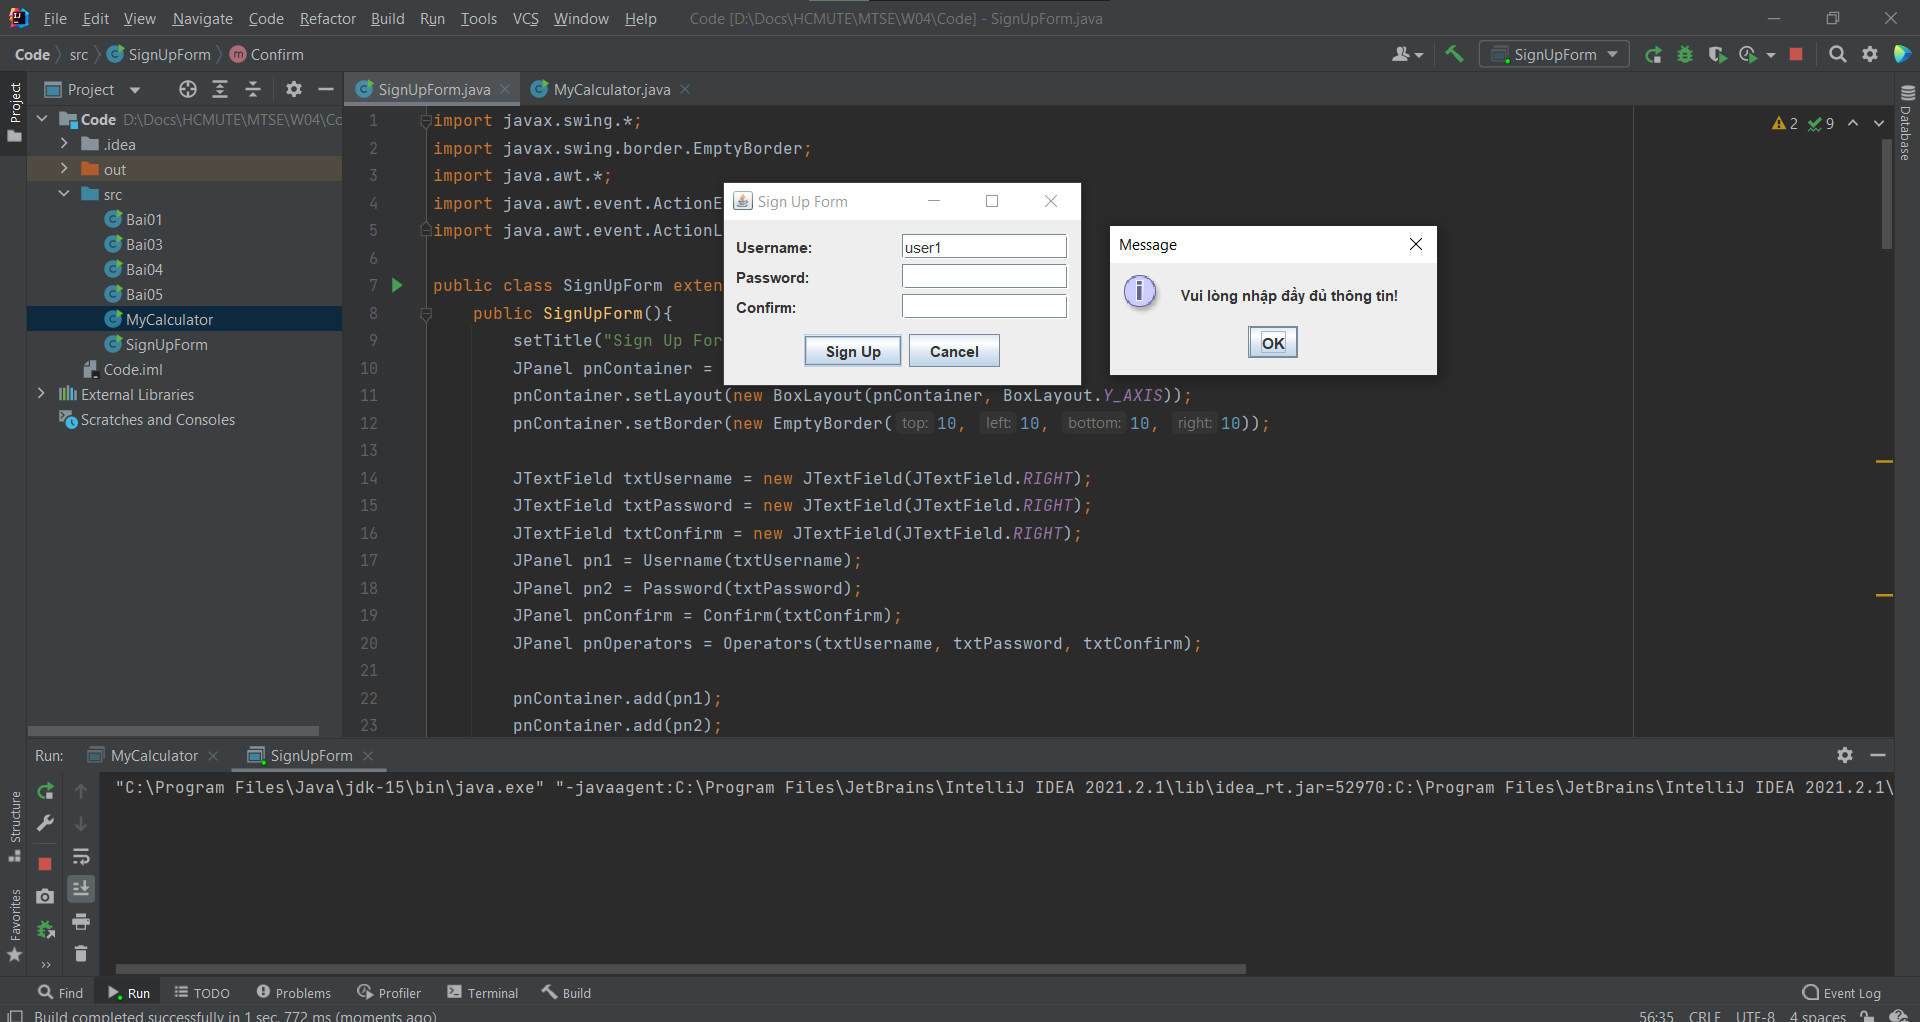 File Edit View Navigate Code Refactor Build Run Tools VCS Window Help Code [D:\Docs\HCMUTE\MTSE\W04\Code] - SignUpForm.java
Code src SignUpForm m Confirm SignUpForm
Project SignUpForm.java MyCalculator.java
Project
Code D:\Docs\HCMUTE\MTSE\W04\Co
.idea
out
src
Bai01
Bai03
Bai04
Bai05
MyCalculator
SignUpForm
Code.iml
External Libraries
Scratches and Consoles
Structure
Favorites
Database
2 9
1 import javax.swing.*;
2 import javax.swing.border.EmptyBorder;
3 import java.awt.*;
4 import java.awt.event.ActionE
5 import java.awt.event.ActionL
6
7 public class SignUpForm exten
8 public SignUpForm(){
9 setTitle("Sign Up For
10 JPanel pnContainer =
11 pnContainer.setLayout(new BoxLayout(pnContainer, BoxLayout.Y_AXIS));
12 pnContainer.setBorder(new EmptyBorder( top: 10, left: 10, bottom: 10, right: 10));
13
14 JTextField txtUsername = new JTextField(JTextField.RIGHT);
15 JTextField txtPassword = new JTextField(JTextField.RIGHT);
16 JTextField txtConfirm = new JTextField(JTextField.RIGHT);
17 JPanel pn1 = Username(txtUsername);
18 JPanel pn2 = Password(txtPassword);
19 JPanel pnConfirm = Confirm(txtConfirm);
20 JPanel pnOperators = Operators(txtUsername, txtPassword, txtConfirm);
21
22 pnContainer.add(pn1);
23 pnContainer.add(pn2);
Sign Up Form
Username: user1
Password:
Confirm:
Sign Up Cancel
Message
Vui lòng nhập đầy đủ thông tin!
OK
Run: MyCalculator SignUpForm
"C:\Program Files\Java\jdk-15\bin\java.exe" "-javaagent:C:\Program Files\JetBrains\IntelliJ IDEA 2021.2.1\lib\idea_rt.jar=52970:C:\Program Files\JetBrains\IntelliJ IDEA 2021.2.1\
Find Run TODO Problems Profiler Terminal Build Event Log
Build completed successfully in 1 sec, 772 ms (moments ago) 56:35 CRLF UTF-8 4 spaces